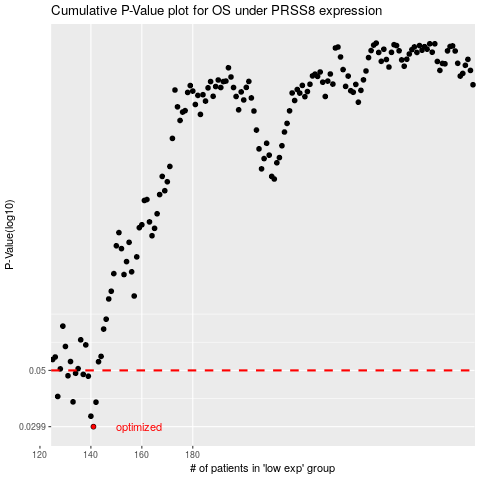 Cumulative P-Value plot for OS under PRSS8 expression
P-Value(log10)
0.05
0.0299
optimized
120 140 160 180
# of patients in 'low exp' group